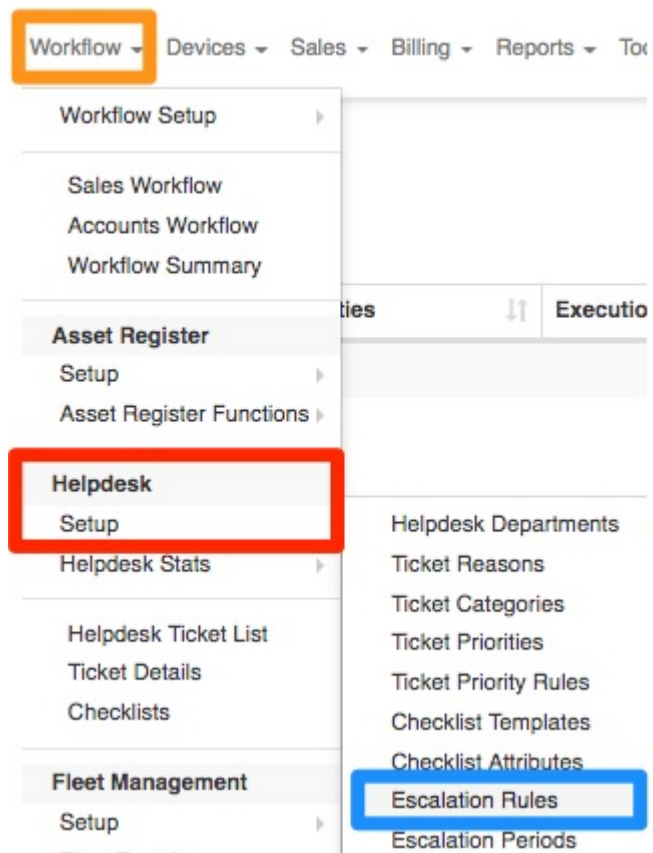 Workflow Devices Sales Billing Reports
Workflow Setup
Sales Workflow
Accounts Workflow
Workflow Summary
ties Executio
Asset Register
Setup
Asset Register Functions
Helpdesk
Setup
Helpdesk Stats
Helpdesk Ticket List
Ticket Details
Checklists
Fleet Management
Setup
Helpdesk Departments
Ticket Reasons
Ticket Categories
Ticket Priorities
Ticket Priority Rules
Checklist Templates
Checklist Attributes
Escalation Rules
Escalation Periods